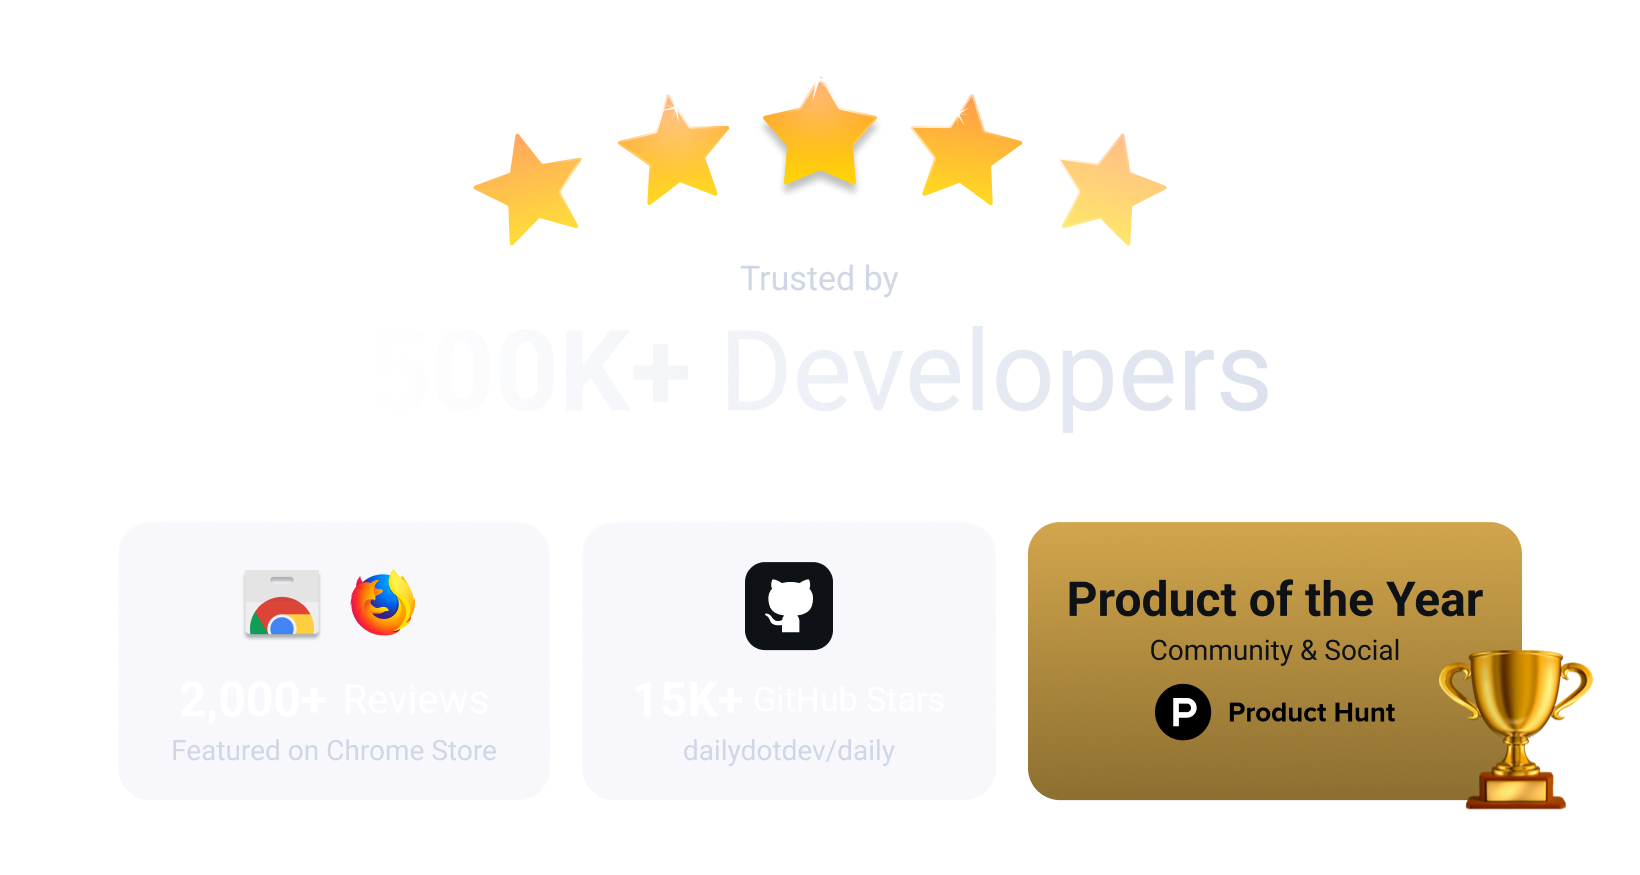 Trusted by
500K+ Developers
2,000+ Reviews
Featured on Chrome Store
15K+ GitHub Stars
dailydotdev/daily
Product of the Year
Community & Social
P Product Hunt